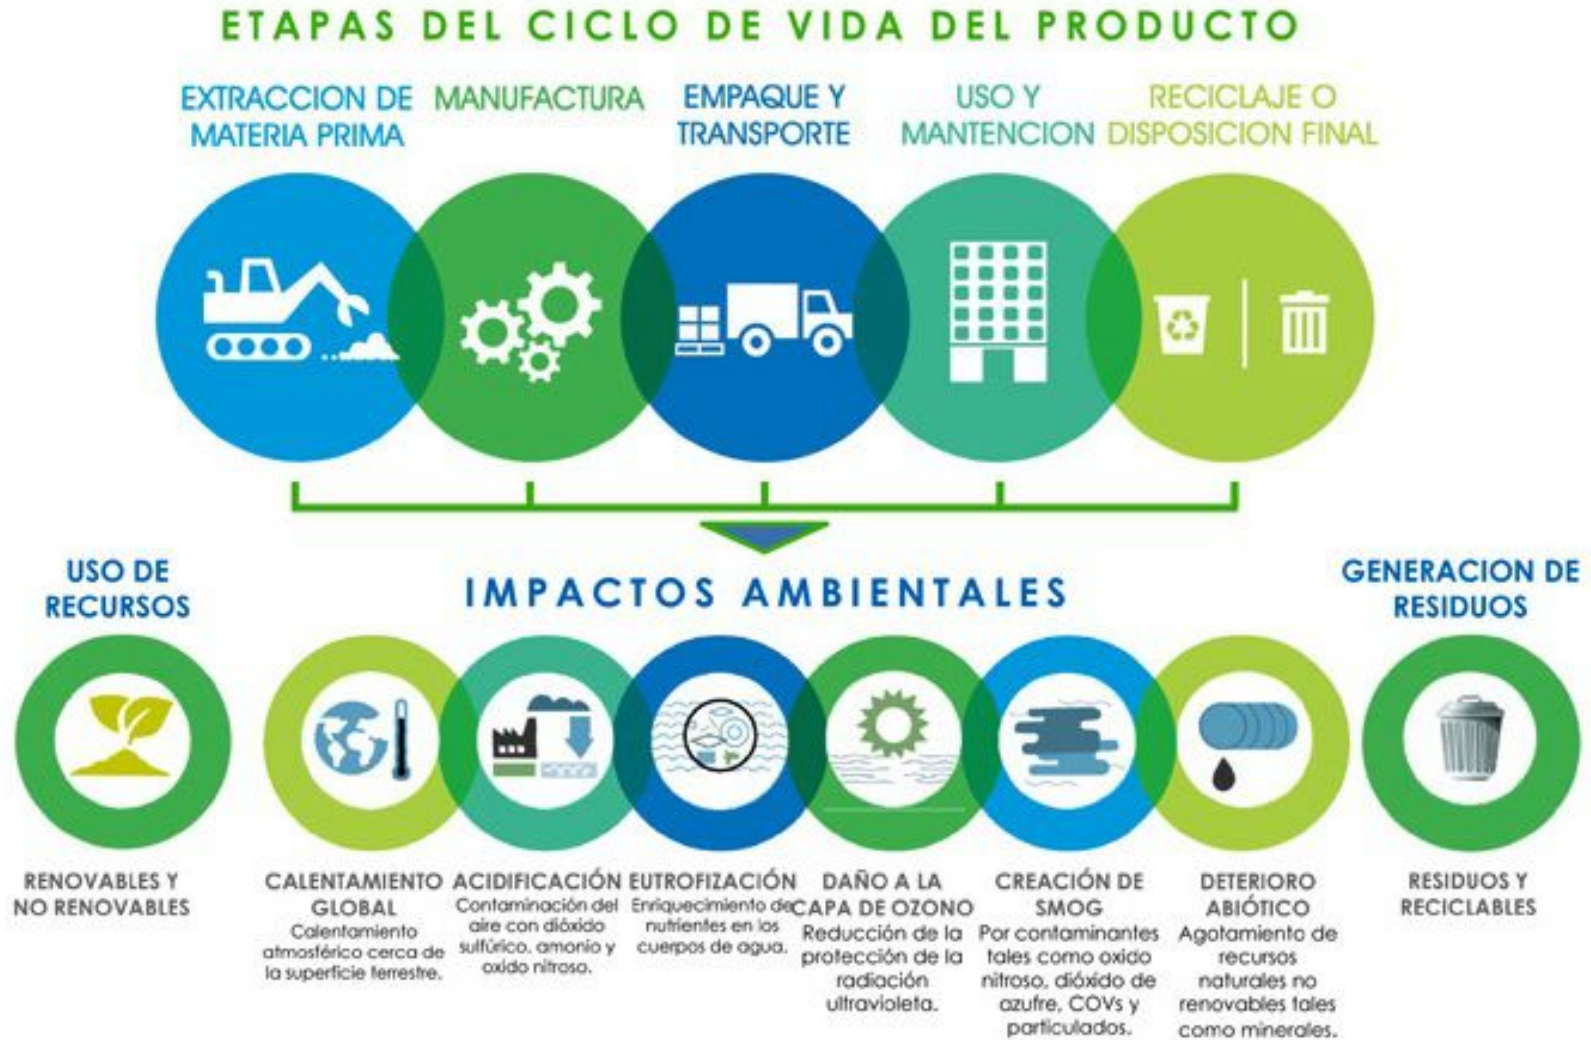 ETAPAS DEL CICLO DE VIDA DEL PRODUCTO
EXTRACCION DE
MATERIA PRIMA
MANUFACTURA
EMPAQUE Y
TRANSPORTE
USO Y
MANTENCION
RECICLAJE O
DISPOSICION FINAL
USO DE
RECURSOS
IMPACTOS AMBIENTALES
GENERACION DE
RESIDUOS
RENOVABLES Y
NO RENOVABLES
CALENTAMIENTO
GLOBAL
Calentamiento
atmosférico cerca de
la superficie terrestre.
ACIDIFICACIÓN
Contaminación del
aire con dióxido
sulfúrico, amonio y
oxido nitroso.
EUTROFIZACIÓN
Enriquecimiento de
nutrientes en los
cuerpos de agua.
DAÑO A LA
CAPA DE OZONO
Reducción de la
protección de la
radiación
ultravioleta.
CREACIÓN DE
SMOG
Por contaminantes
tales como oxido
nitroso, dióxido de
azufre, COVs y
particulados.
DETERIORO
ABIÓTICO
Agotamiento de
recursos
naturales no
renovables tales
como minerales.
RESIDUOS Y
RECICLABLES